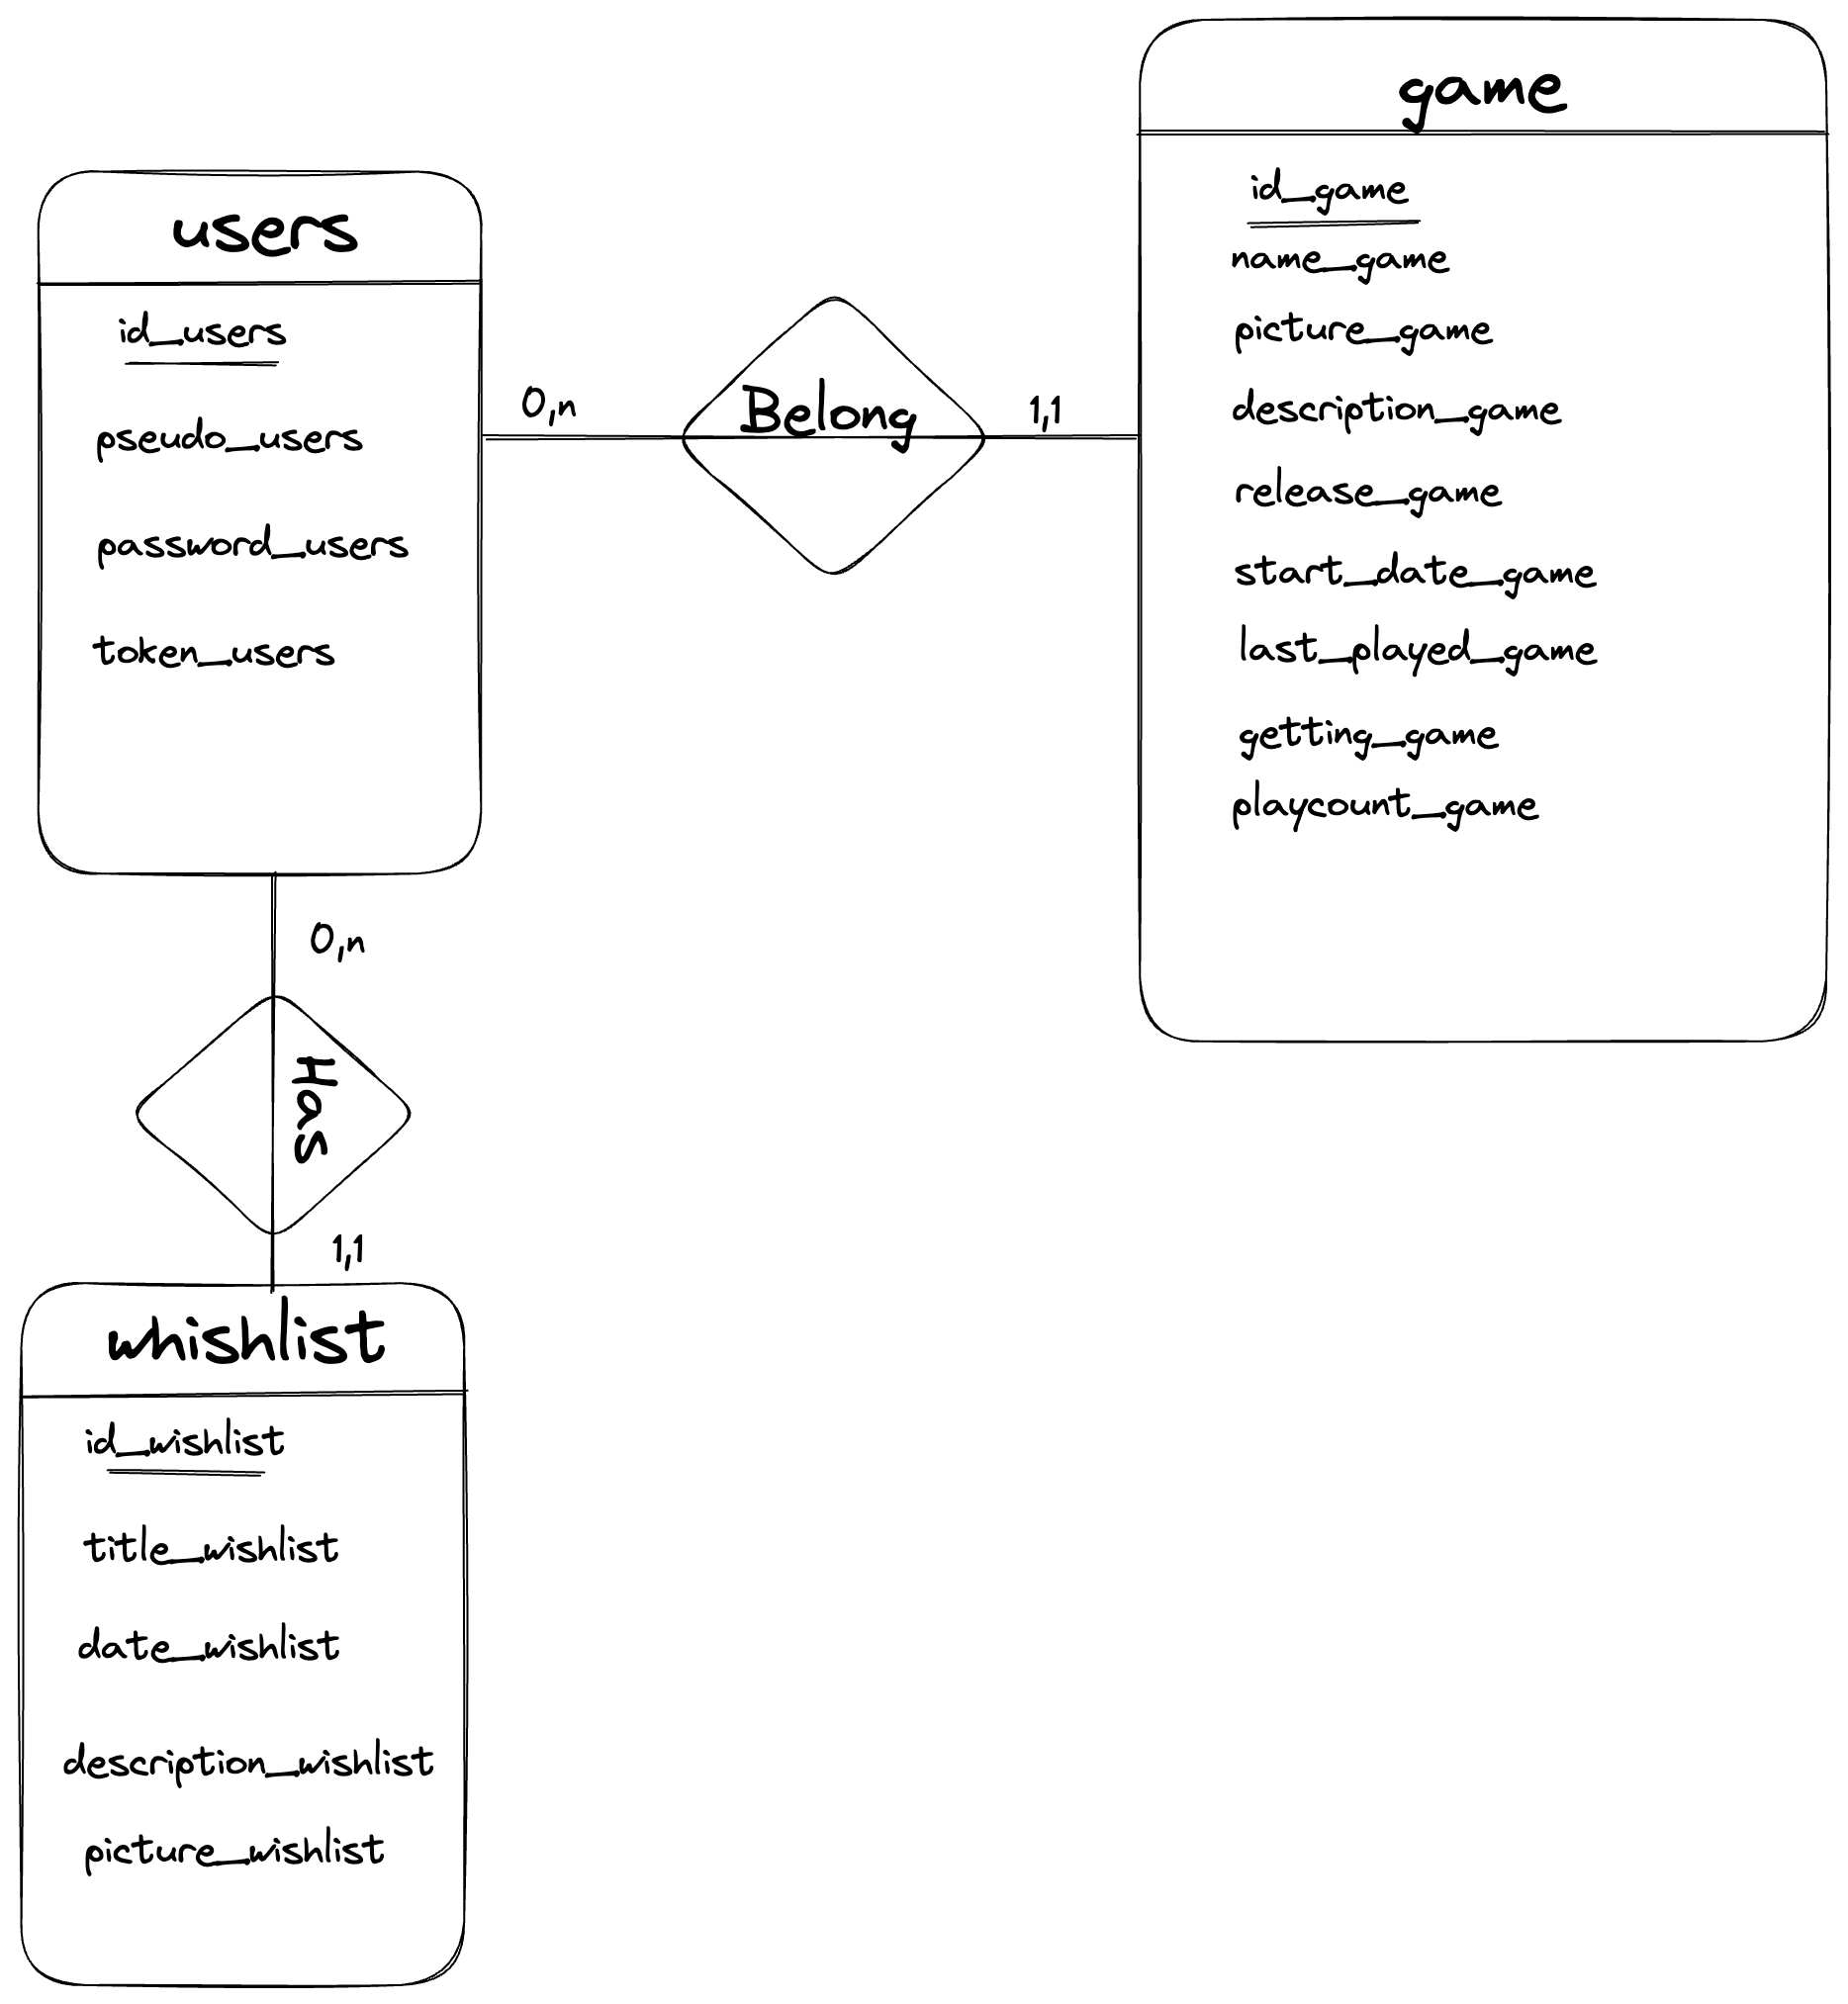 game
id_game
name_game
picture_game
description_game
release_game
start_date_game
last_played_game
getting_game
playcount_game
users
id_users
pseudo_users
password_users
token_users
0,n
Belong
1,1
0,n
Has
1,1
whishlist
id_wishlist
title_wishlist
date_wishlist
description_wishlist
picture_wishlist